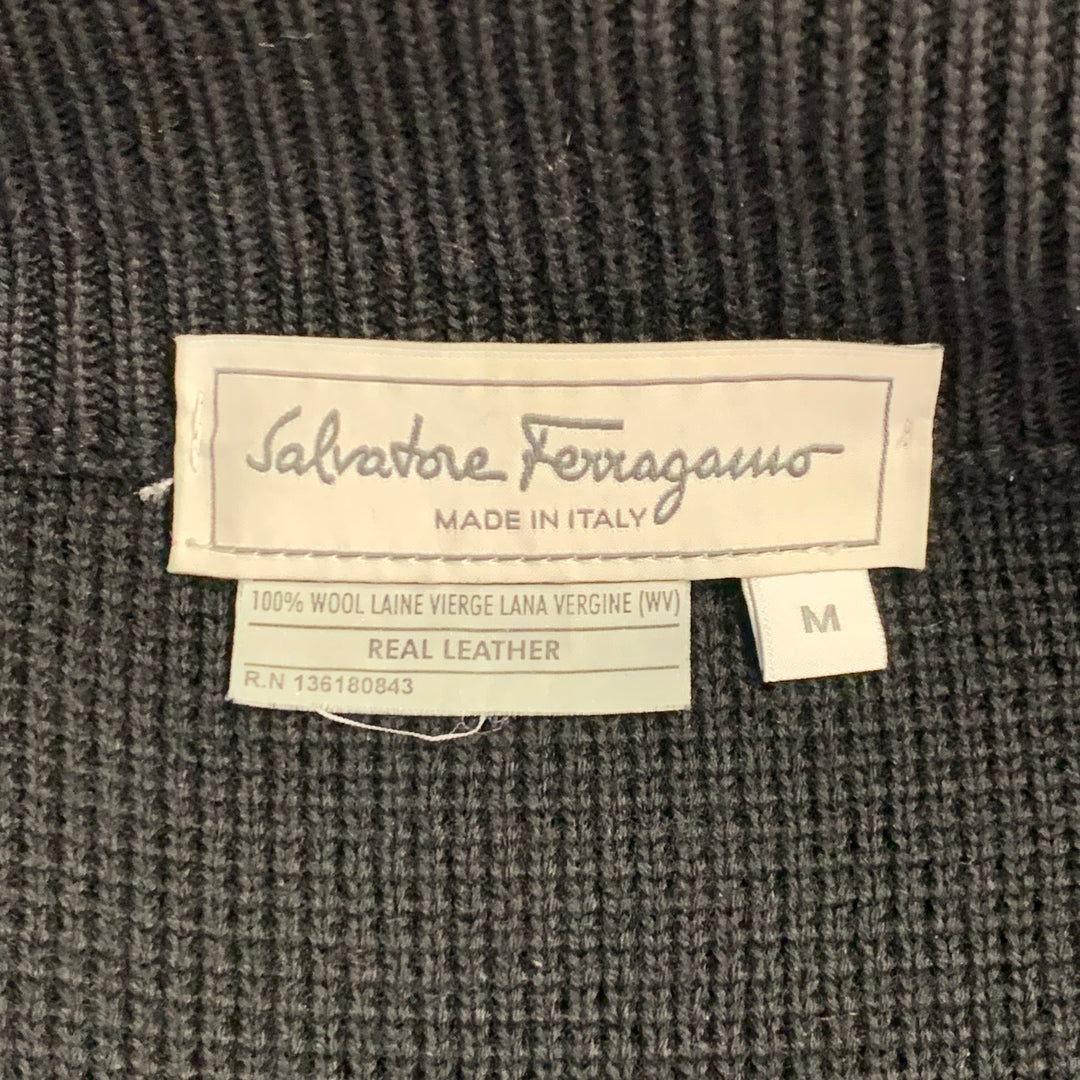 Salvatore Ferragamo
MADE IN ITALY
100% WOOL LAINE VIERGE LANA VERGINE (WV)
REAL LEATHER
R.N 136180843
M